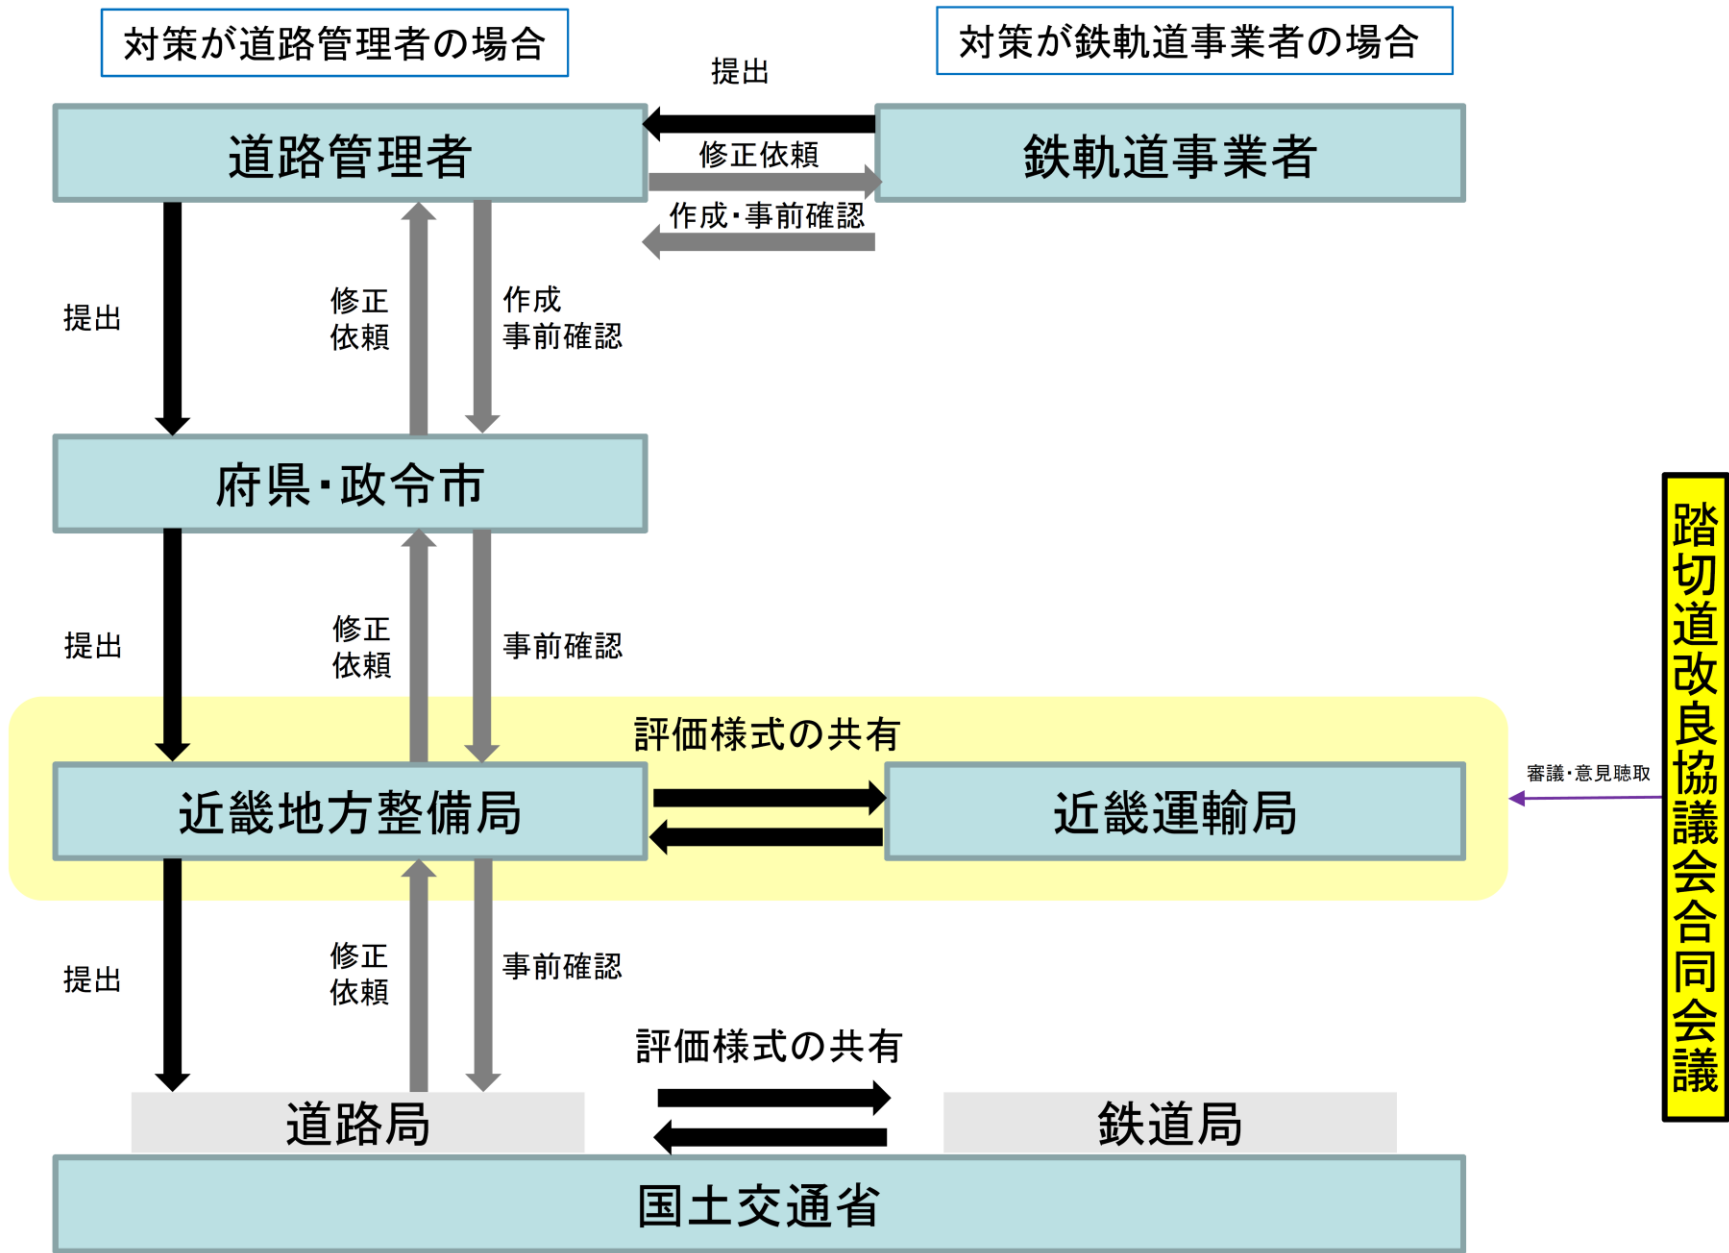 対策が道路管理者の場合
対策が鉄軌道事業者の場合
提出
道路管理者
鉄軌道事業者
修正依頼
作成・事前確認
提出
修正
依頼
作成
事前確認
府県・政令市
提出
修正
依頼
事前確認
評価様式の共有
近畿地方整備局
近畿運輸局
審議・意見聴取
踏切道改良協議会合同会議
提出
修正
依頼
事前確認
評価様式の共有
道路局
鉄道局
国土交通省